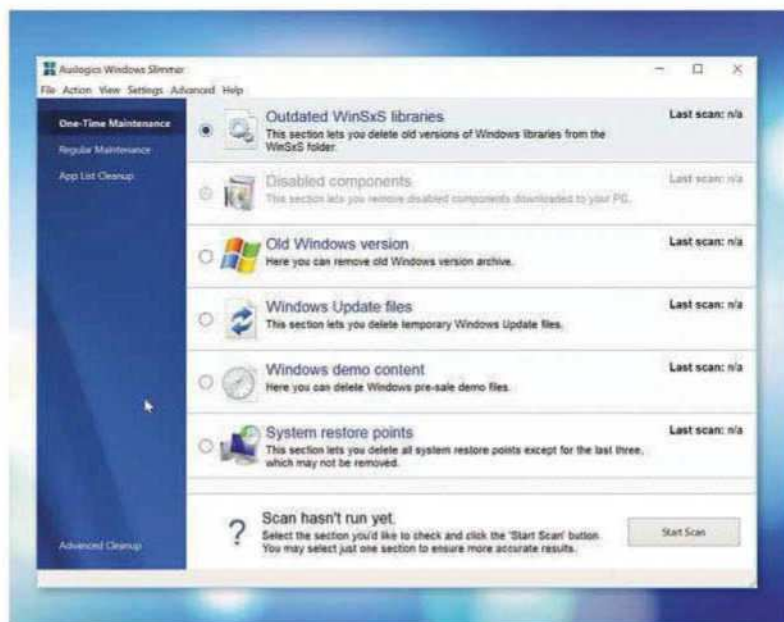 Auslogics Windows Slimmer
File Action View Settings Advanced Help
One-Time Maintenance
Regular Maintenance
App List Cleanup
Advanced Cleanup
Outdated WinSxS libraries
Last scan: n/a
This section lets you delete old versions of Windows libraries from the
WinSxS folder.
Disabled components
Last scan: n/a
This section lets you remove disabled components downloaded to your PC.
Old Windows version
Last scan: n/a
Here you can remove old Windows version archive.
Windows Update files
Last scan: n/a
This section lets you delete temporary Windows Update files.
Windows demo content
Last scan: n/a
Here you can delete Windows pre-sale demo files.
System restore points
Last scan: n/a
This section lets you delete all system restore points except for the last three,
which may not be removed.
?
Scan hasn't run yet.
Select the section you'd like to check and click the 'Start Scan' button.
You may select just one section to ensure more accurate results.
Start Scan